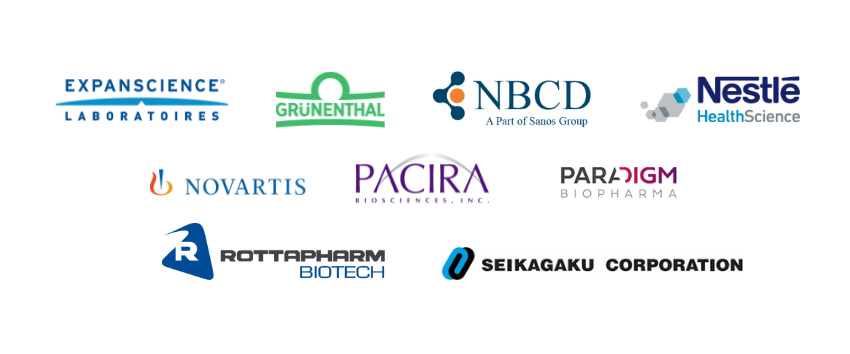 EXPANSCIENCE®
LABORATOIRES
GRÜNENTHAL
NBCD
A Part of Sanos Group
Nestlé
HealthScience
NOVARTIS
PACIRA
BIOSCIENCES, INC.
PARADIGM
BIOPHARMA
R
ROTTAPHARM
BIOTECH
SEIKAGAKU CORPORATION